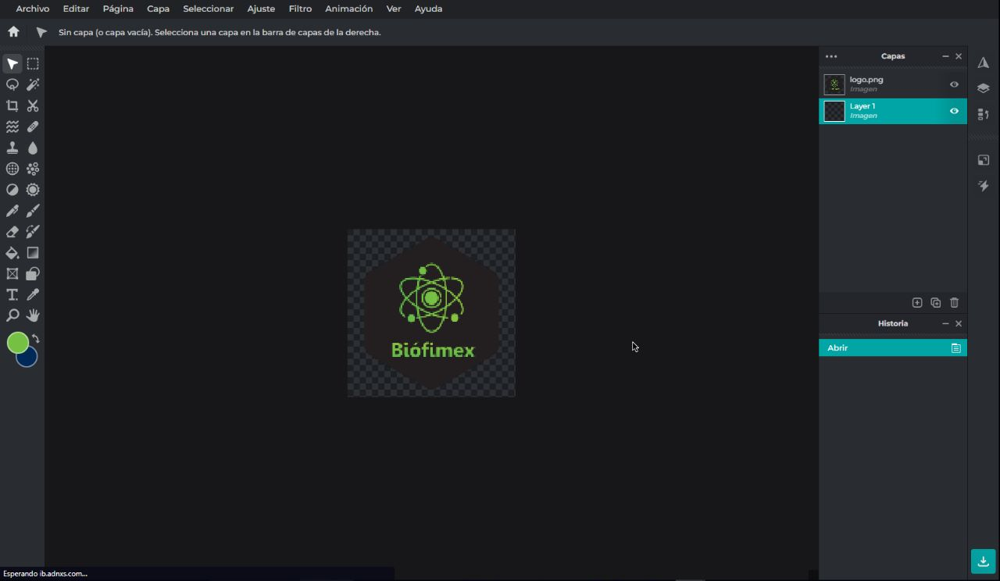 Archivo Editar Página Capa Seleccionar Ajuste Filtro Animación Ver Ayuda
Sin capa (o capa vacía). Selecciona una capa en la barra de capas de la derecha.
Capas
logo.png
Imagen
Layer 1
Imagen
Biófimex
Historia
Abrir
Esperando ib.adnxs.com...